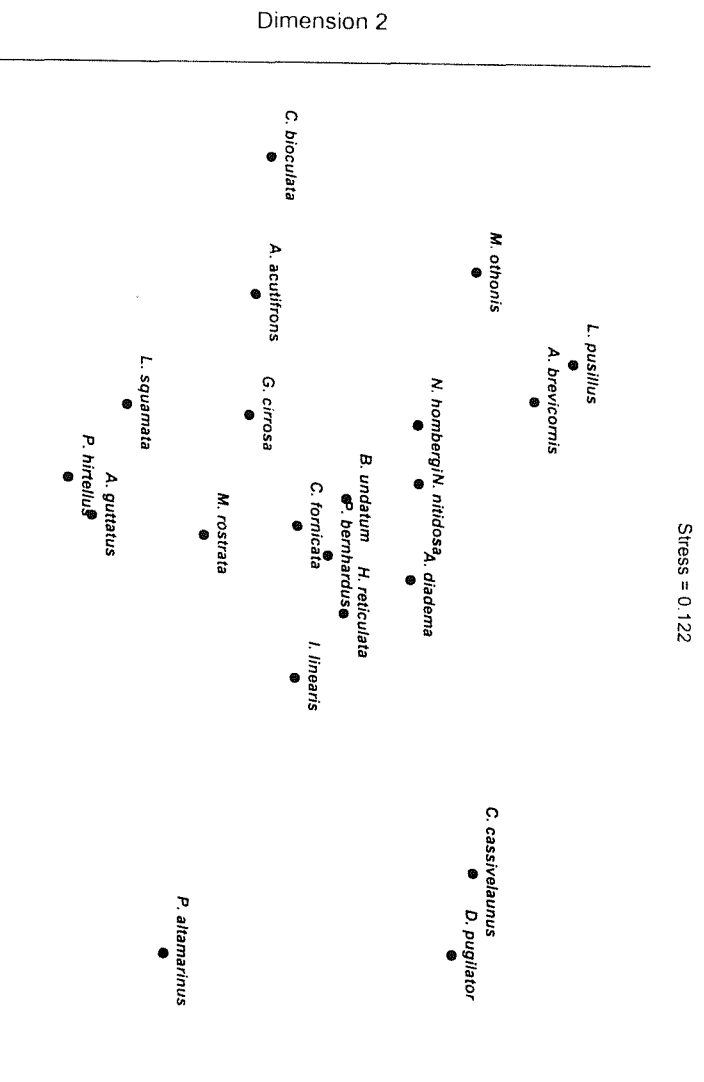 Dimension 2
Stress = 0.122
L. pusillus
A. brevicornis
M. othonis
C. cassivelaunus
D. pugilator
N. hombergi
N. nitidosa
A. diadema
B. undatum
H. reticulata
P. bernhardus
C. fornicata
I. linearis
C. bioculata
A. acutifrons
G. cirrosa
M. rostrata
P. altamarinus
L. squamata
A. guttatus
P. hirtellus